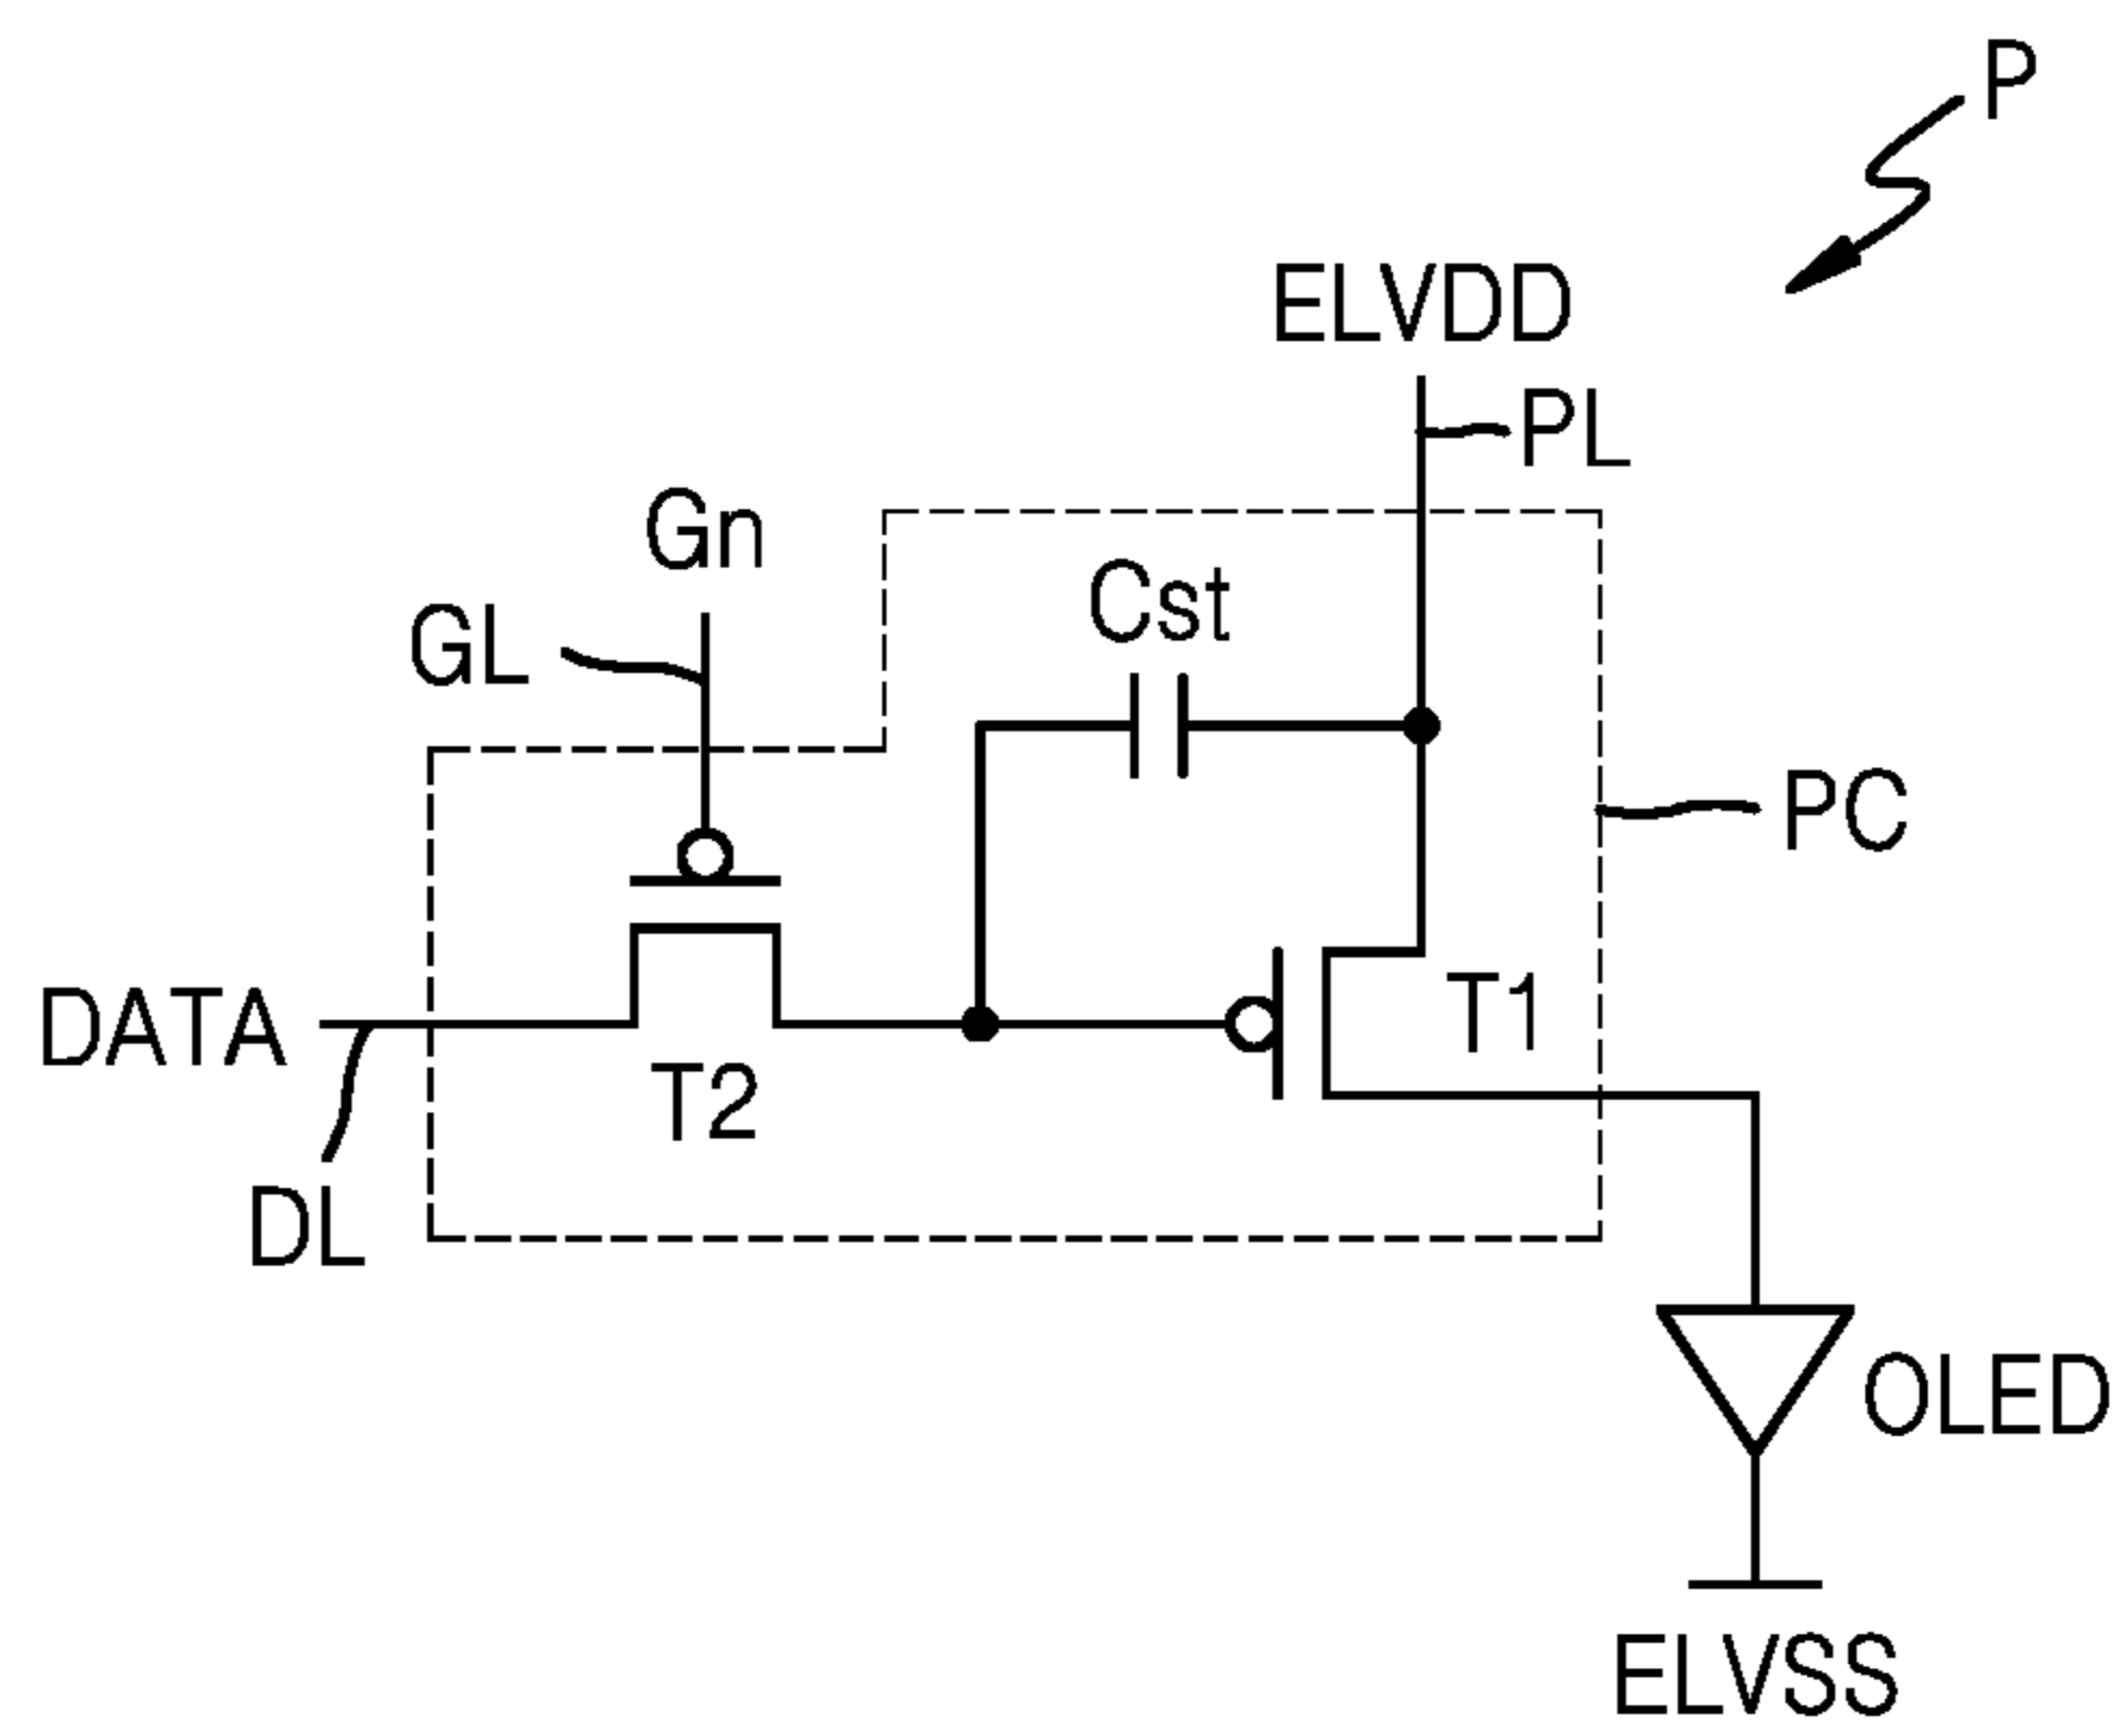 P
ELVDD
PL
Gn
Cst
GL
PC
DATA
T1
T2
DL
OLED
ELVSS